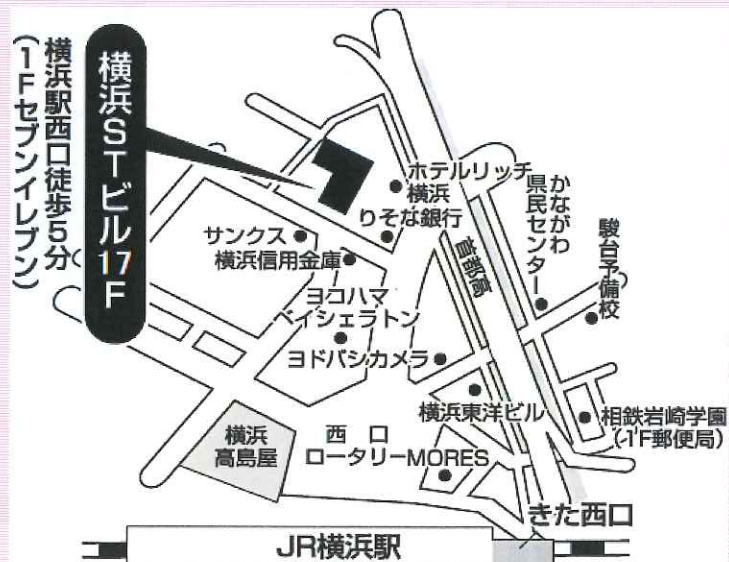 横浜駅西口徒歩5分
(1Fセブンイレブン)
横浜STビル17F
ホテルリッチ
横浜
りそな銀行
サンクス
横浜信用金庫
ヨコハマ
ベイシェラトン
ヨドバシカメラ
首都高
かながわ
県民センター
駿台予備校
横浜東洋ビル
相鉄岩崎学園
(1F郵便局)
横浜
高島屋
西口
ロータリー
MORES
きた西口
JR横浜駅